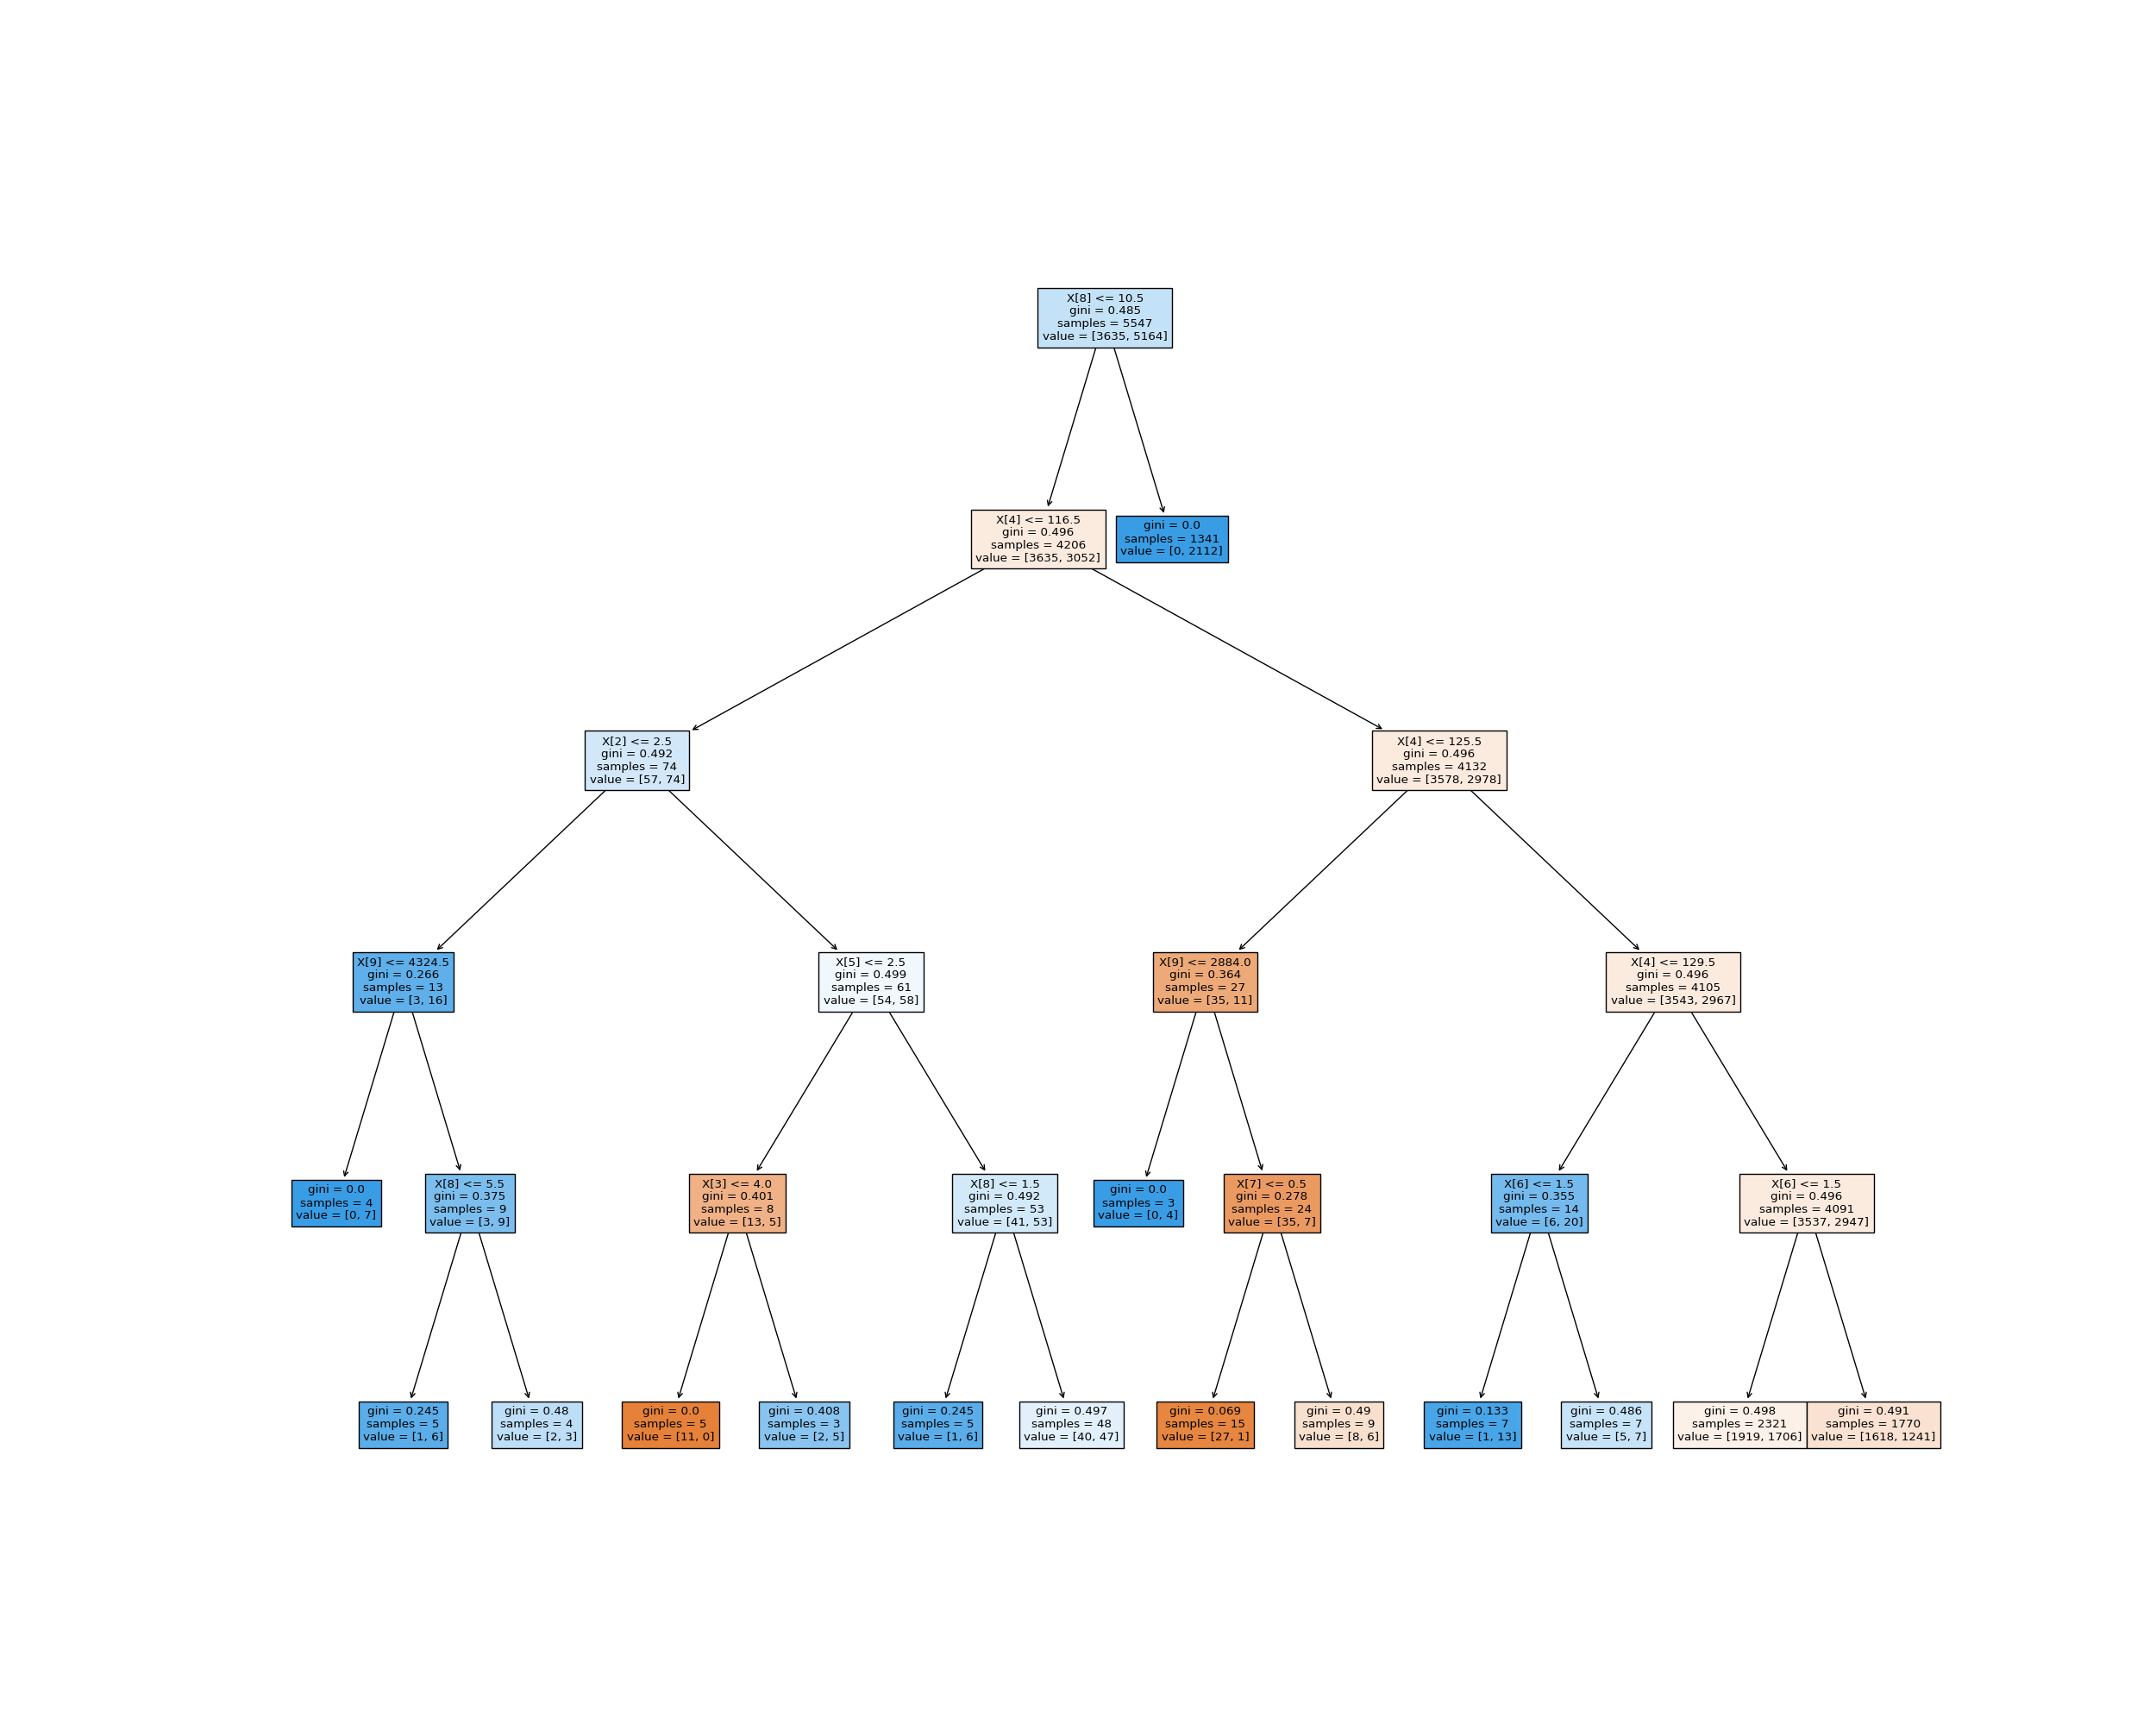 X[8] <= 10.5
gini = 0.485
samples = 5547
value = [3635, 5164]
X[4] <= 116.5
gini = 0.496
samples = 4206
value = [3635, 3052]
gini = 0.0
samples = 1341
value = [0, 2112]
X[2] <= 2.5
gini = 0.492
samples = 74
value = [57, 74]
X[4] <= 125.5
gini = 0.496
samples = 4132
value = [3578, 2978]
X[9] <= 4324.5
gini = 0.266
samples = 13
value = [3, 16]
X[5] <= 2.5
gini = 0.499
samples = 61
value = [54, 58]
X[9] <= 2884.0
gini = 0.364
samples = 27
value = [35, 11]
X[4] <= 129.5
gini = 0.496
samples = 4105
value = [3543, 2967]
gini = 0.0
samples = 4
value = [0, 7]
X[8] <= 5.5
gini = 0.375
samples = 9
value = [3, 9]
X[3] <= 4.0
gini = 0.401
samples = 8
value = [13, 5]
X[8] <= 1.5
gini = 0.492
samples = 53
value = [41, 53]
gini = 0.0
samples = 3
value = [0, 4]
X[7] <= 0.5
gini = 0.278
samples = 24
value = [35, 7]
X[6] <= 1.5
gini = 0.355
samples = 14
value = [6, 20]
X[6] <= 1.5
gini = 0.496
samples = 4091
value = [3537, 2947]
gini = 0.245
samples = 5
value = [1, 6]
gini = 0.48
samples = 4
value = [2, 3]
gini = 0.0
samples = 5
value = [11, 0]
gini = 0.408
samples = 3
value = [2, 5]
gini = 0.245
samples = 5
value = [1, 6]
gini = 0.497
samples = 48
value = [40, 47]
gini = 0.069
samples = 15
value = [27, 1]
gini = 0.49
samples = 9
value = [8, 6]
gini = 0.133
samples = 7
value = [1, 13]
gini = 0.486
samples = 7
value = [5, 7]
gini = 0.498
samples = 2321
value = [1919, 1706]
gini = 0.491
samples = 1770
value = [1618, 1241]